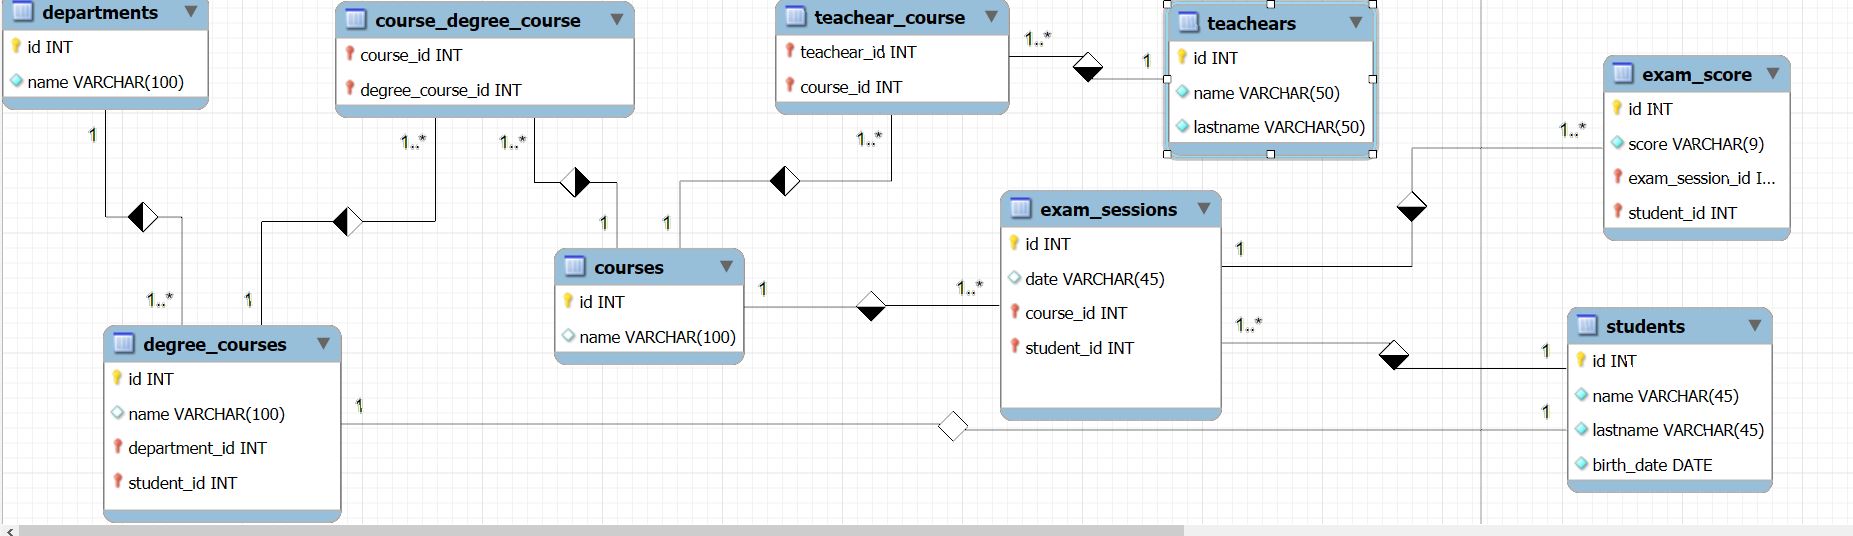 departments
id INT
name VARCHAR(100)
1
1..*
course_degree_course
course_id INT
degree_course_id INT
1..*
1..*
1
1
teachear_course
teachear_id INT
course_id INT
1..*
1
1..*
1
teachears
id INT
name VARCHAR(50)
lastname VARCHAR(50)
exam_score
id INT
score VARCHAR(9)
exam_session_id I...
student_id INT
1..*
1
exam_sessions
id INT
date VARCHAR(45)
course_id INT
student_id INT
1..*
1
courses
id INT
name VARCHAR(100)
1
1..*
degree_courses
id INT
name VARCHAR(100)
department_id INT
student_id INT
1
1
students
id INT
name VARCHAR(45)
lastname VARCHAR(45)
birth_date DATE